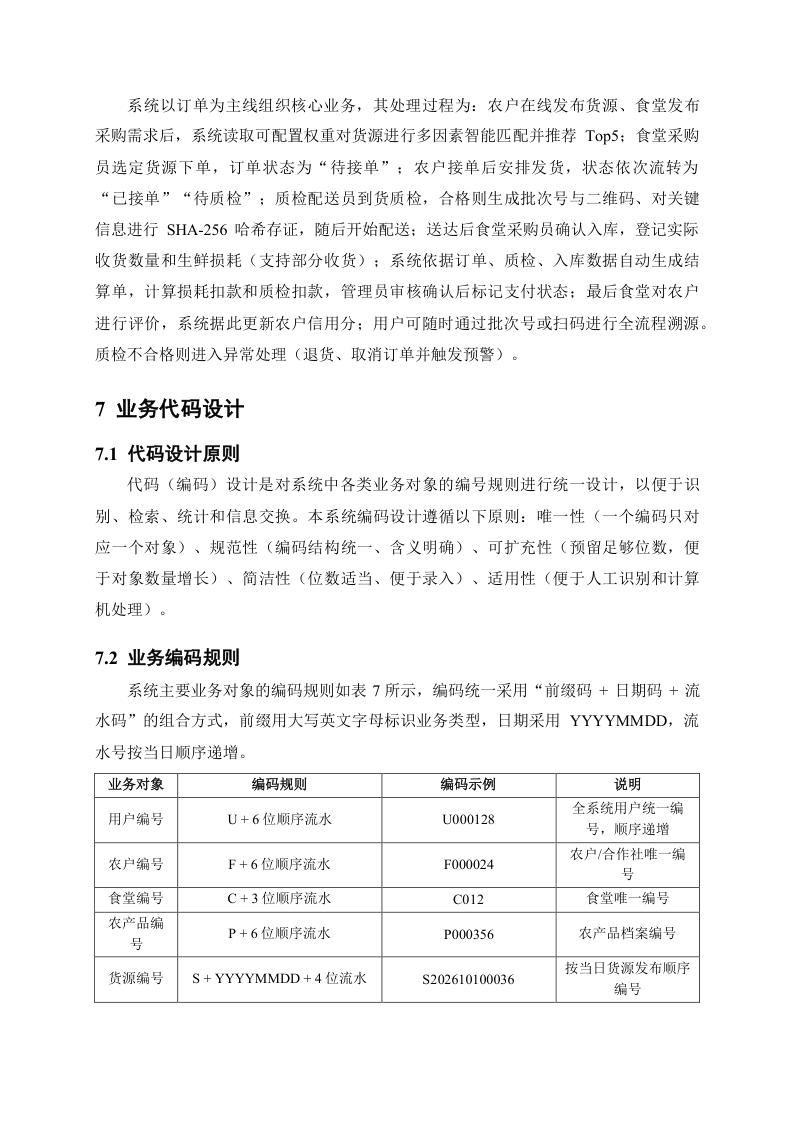 系统以订单为主线组织核心业务，其处理过程为：农户在线发布货源、食堂发布
采购需求后，系统读取可配置权重对货源进行多因素智能匹配并推荐 Top5；食堂采购
员选定货源下单，订单状态为“待接单”；农户接单后安排发货，状态依次流转为
“已接单”“待质检”；质检配送员到货质检，合格则生成批次号与二维码、对关键
信息进行 SHA-256 哈希存证，随后开始配送；送达后食堂采购员确认入库，登记实际
收货数量和生鲜损耗（支持部分收货）；系统依据订单、质检、入库数据自动生成结
算单，计算损耗扣款和质检扣款，管理员审核确认后标记支付状态；最后食堂对农户
进行评价，系统据此更新农户信用分；用户可随时通过批次号或扫码进行全流程溯源。
质检不合格则进入异常处理（退货、取消订单并触发预警）。
7 业务代码设计
7.1 代码设计原则
代码（编码）设计是对系统中各类业务对象的编号规则进行统一设计，以便于识
别、检索、统计和信息交换。本系统编码设计遵循以下原则：唯一性（一个编码只对
应一个对象）、规范性（编码结构统一、含义明确）、可扩充性（预留足够位数，便
于对象数量增长）、简洁性（位数适当、便于录入）、适用性（便于人工识别和计算
机处理）。
7.2 业务编码规则
系统主要业务对象的编码规则如表 7 所示，编码统一采用“前缀码 + 日期码 + 流
水码”的组合方式，前缀用大写英文字母标识业务类型，日期采用 YYYYMMDD，流
水号按当日顺序递增。
业务对象 编码规则 编码示例 说明
用户编号 U + 6 位顺序流水 U000128 全系统用户统一编
号，顺序递增
农户编号 F + 6 位顺序流水 F000024 农户/合作社唯一编
号
食堂编号 C + 3 位顺序流水 C012 食堂唯一编号
农产品编
号 P + 6 位顺序流水 P000356 农产品档案编号
货源编号 S + YYYYMMDD + 4 位流水 S202610100036 按当日货源发布顺序
编号